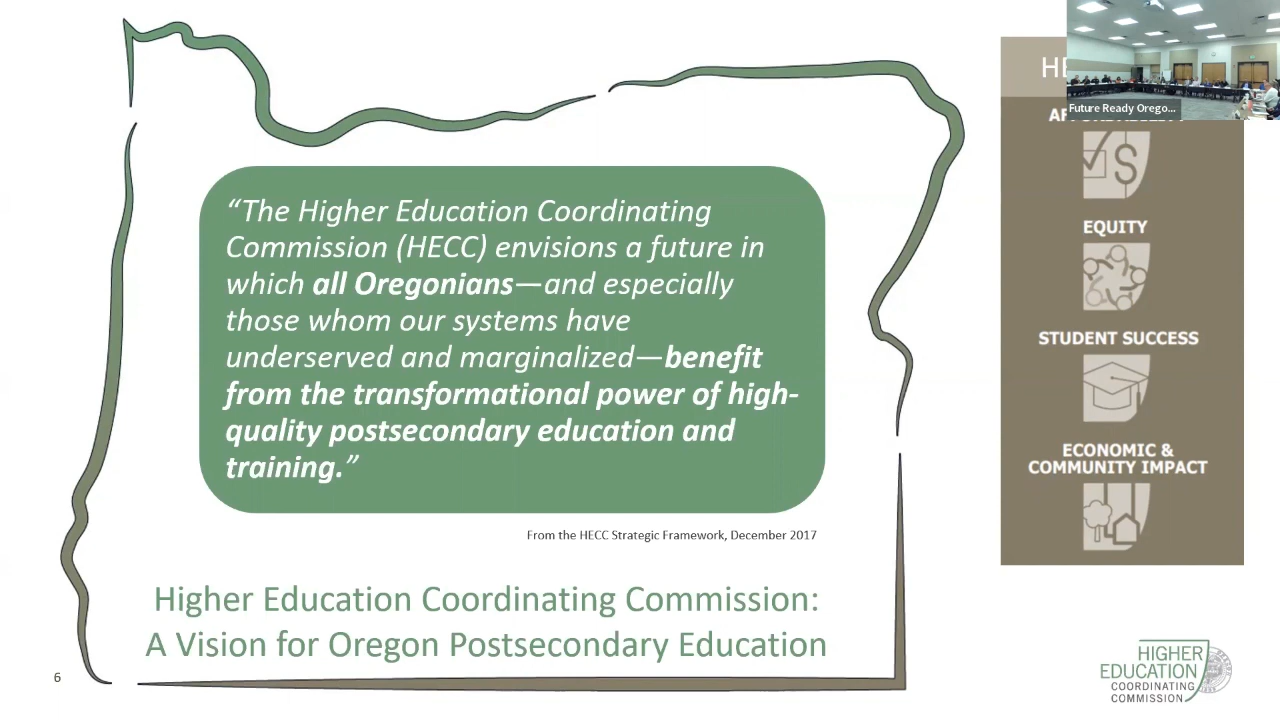 “The Higher Education Coordinating
Commission (HECC) envisions a future in
which all Oregonians—and especially
those whom our systems have
underserved and marginalized—benefit
from the transformational power of high-
quality postsecondary education and
training.”
From the HECC Strategic Framework, December 2017
Higher Education Coordinating Commission:
A Vision for Oregon Postsecondary Education
6
Future Ready Orego...
EQUITY
STUDENT SUCCESS
ECONOMIC &
COMMUNITY IMPACT
HIGHER
EDUCATION
COORDINATING
COMMISSION